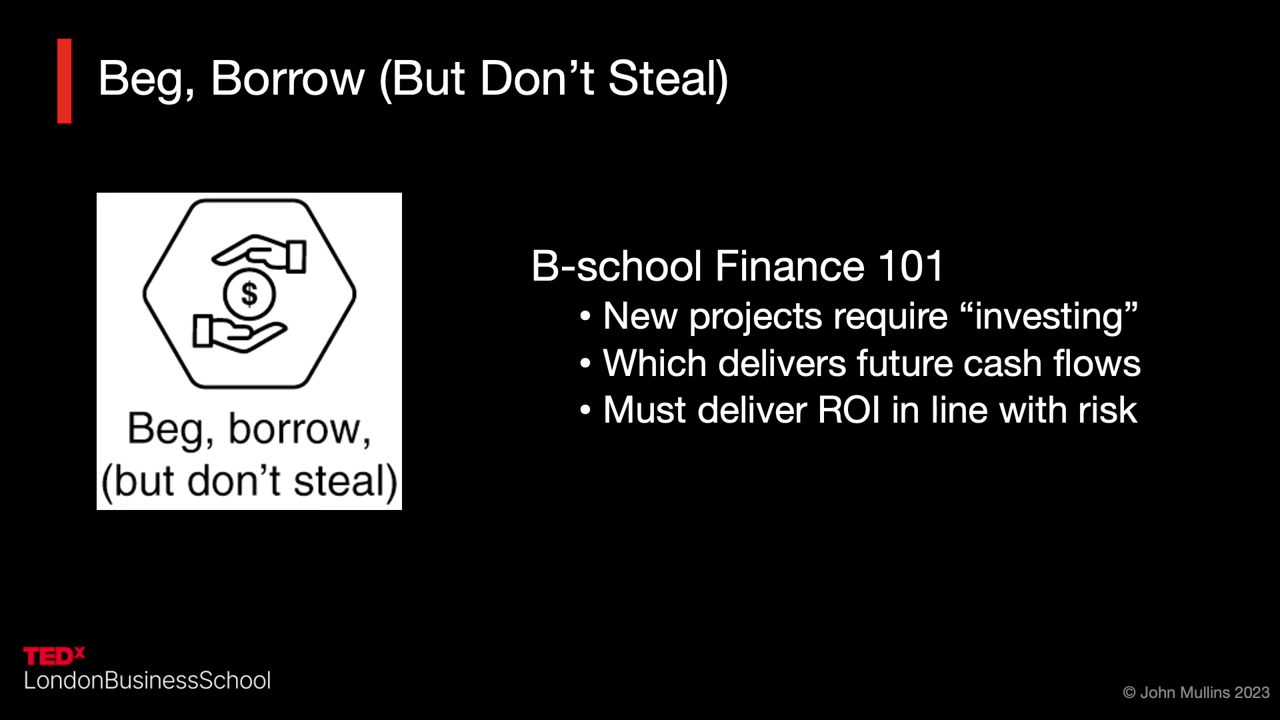 Beg, Borrow (But Don’t Steal)
$
Beg, borrow,
(but don’t steal)
B-school Finance 101
• New projects require “investing”
• Which delivers future cash flows
• Must deliver ROI in line with risk
TEDx
LondonBusinessSchool
© John Mullins 2023